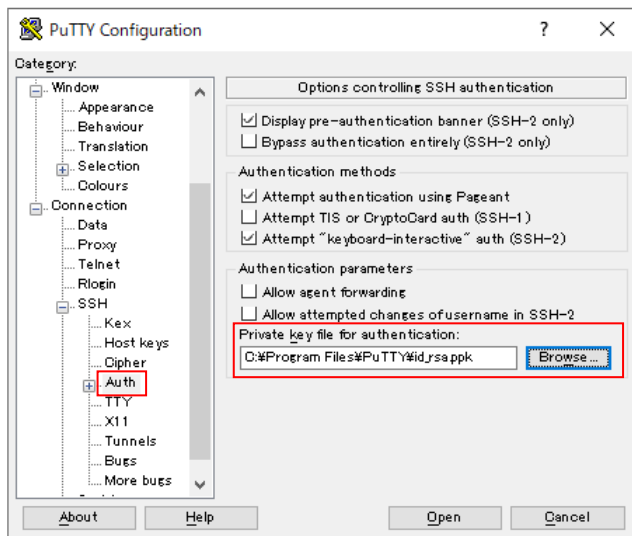 PuTTY Configuration
Category:
Window
Appearance
Behaviour
Translation
Selection
Colours
Connection
Data
Proxy
Telnet
Rlogin
SSH
Kex
Host keys
Cipher
Auth
TTY
X11
Tunnels
Bugs
More bugs
Options controlling SSH authentication
Display pre-authentication banner (SSH-2 only)
Bypass authentication entirely (SSH-2 only)
Authentication methods
Attempt authentication using Pageant
Attempt TIS or CryptoCard auth (SSH-1)
Attempt "keyboard-interactive" auth (SSH-2)
Authentication parameters
Allow agent forwarding
Allow attempted changes of username in SSH-2
Private key file for authentication:
C:¥Program Files¥PuTTY¥id_rsa.ppk
Browse...
About
Help
Open
Cancel